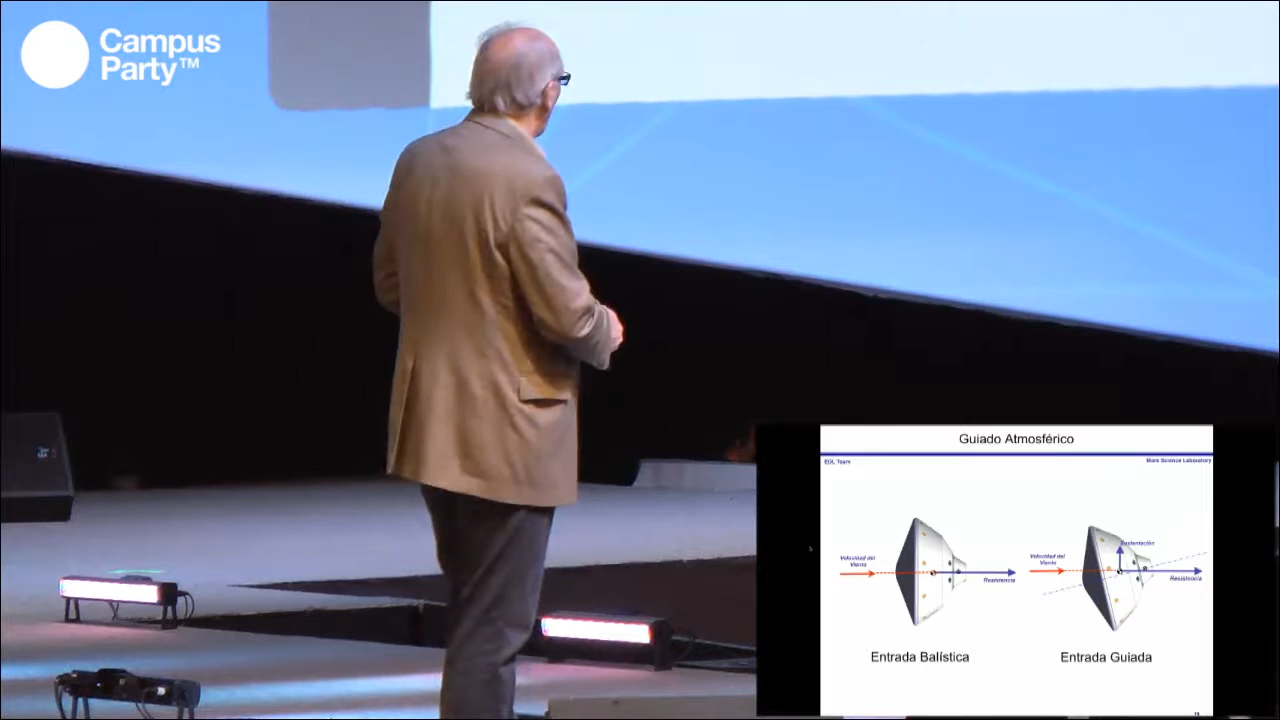 Campus
Party™
Guiado Atmosférico
EDL Team
Mars Science Laboratory
Velocidad del
Viento
Resistencia
Velocidad del
Viento
Sustentación
Resistencia
Entrada Balística
Entrada Guiada